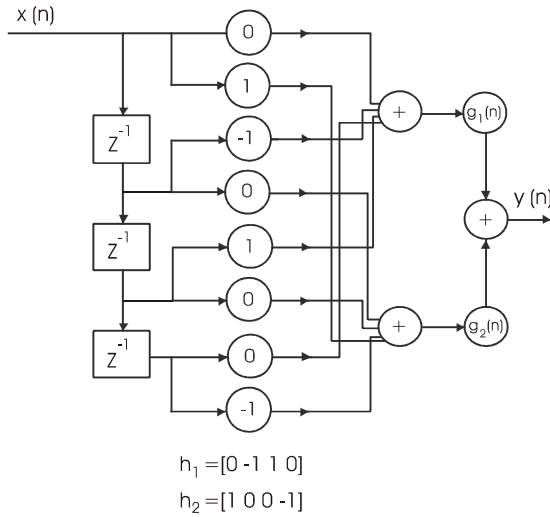 x (n)
0
1
Z⁻¹
-1
+
g₁(n)
0
y (n)
+
Z⁻¹
1
0
+
g₂(n)
Z⁻¹
0
-1
h₁ =[0 -1 1 0]
h₂ =[1 0 0 -1]